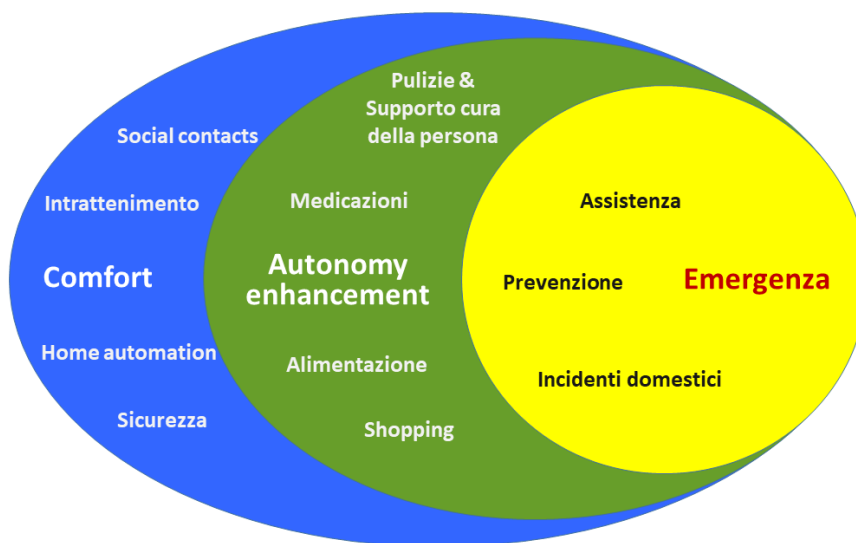 Pulizie &
Supporto cura
della persona
Social contacts
Medicazioni
Assistenza
Intrattenimento
Comfort
Autonomy
enhancement
Prevenzione
Emergenza
Home automation
Alimentazione
Incidenti domestici
Sicurezza
Shopping